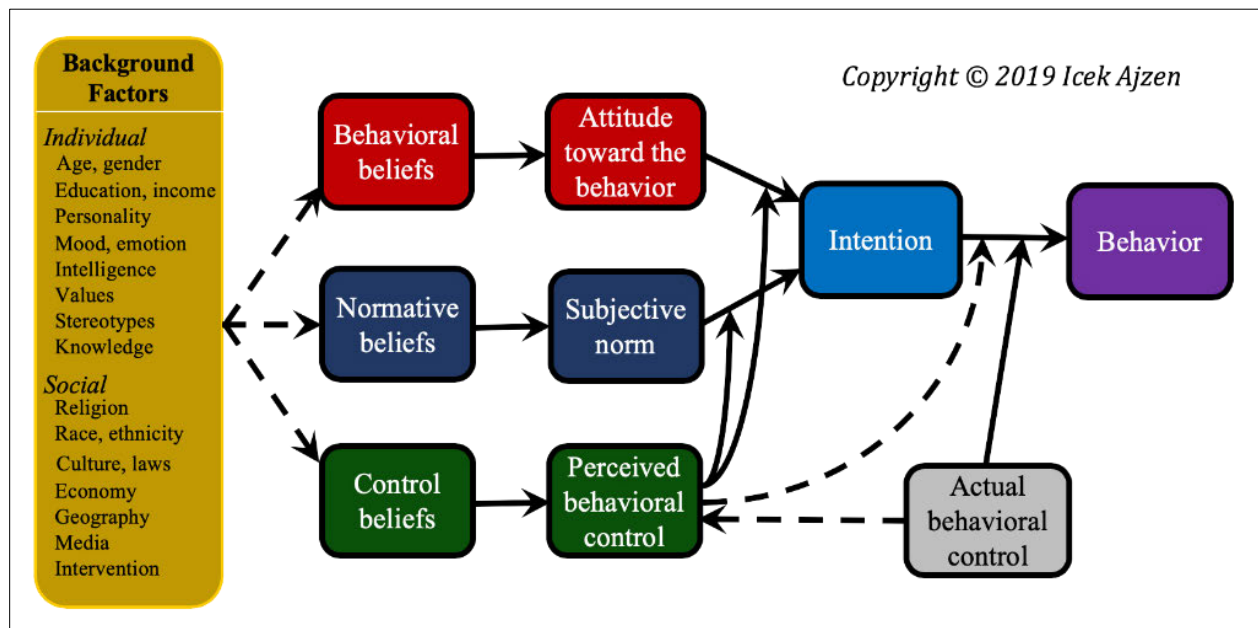 Background
Factors
Individual
Age, gender
Education, income
Personality
Mood, emotion
Intelligence
Values
Stereotypes
Knowledge
Social
Religion
Race, ethnicity
Culture, laws
Economy
Geography
Media
Intervention
Copyright © 2019 Icek Ajzen
Behavioral
beliefs
Attitude
toward the
behavior
Intention
Behavior
Normative
beliefs
Subjective
norm
Control
beliefs
Perceived
behavioral
control
Actual
behavioral
control